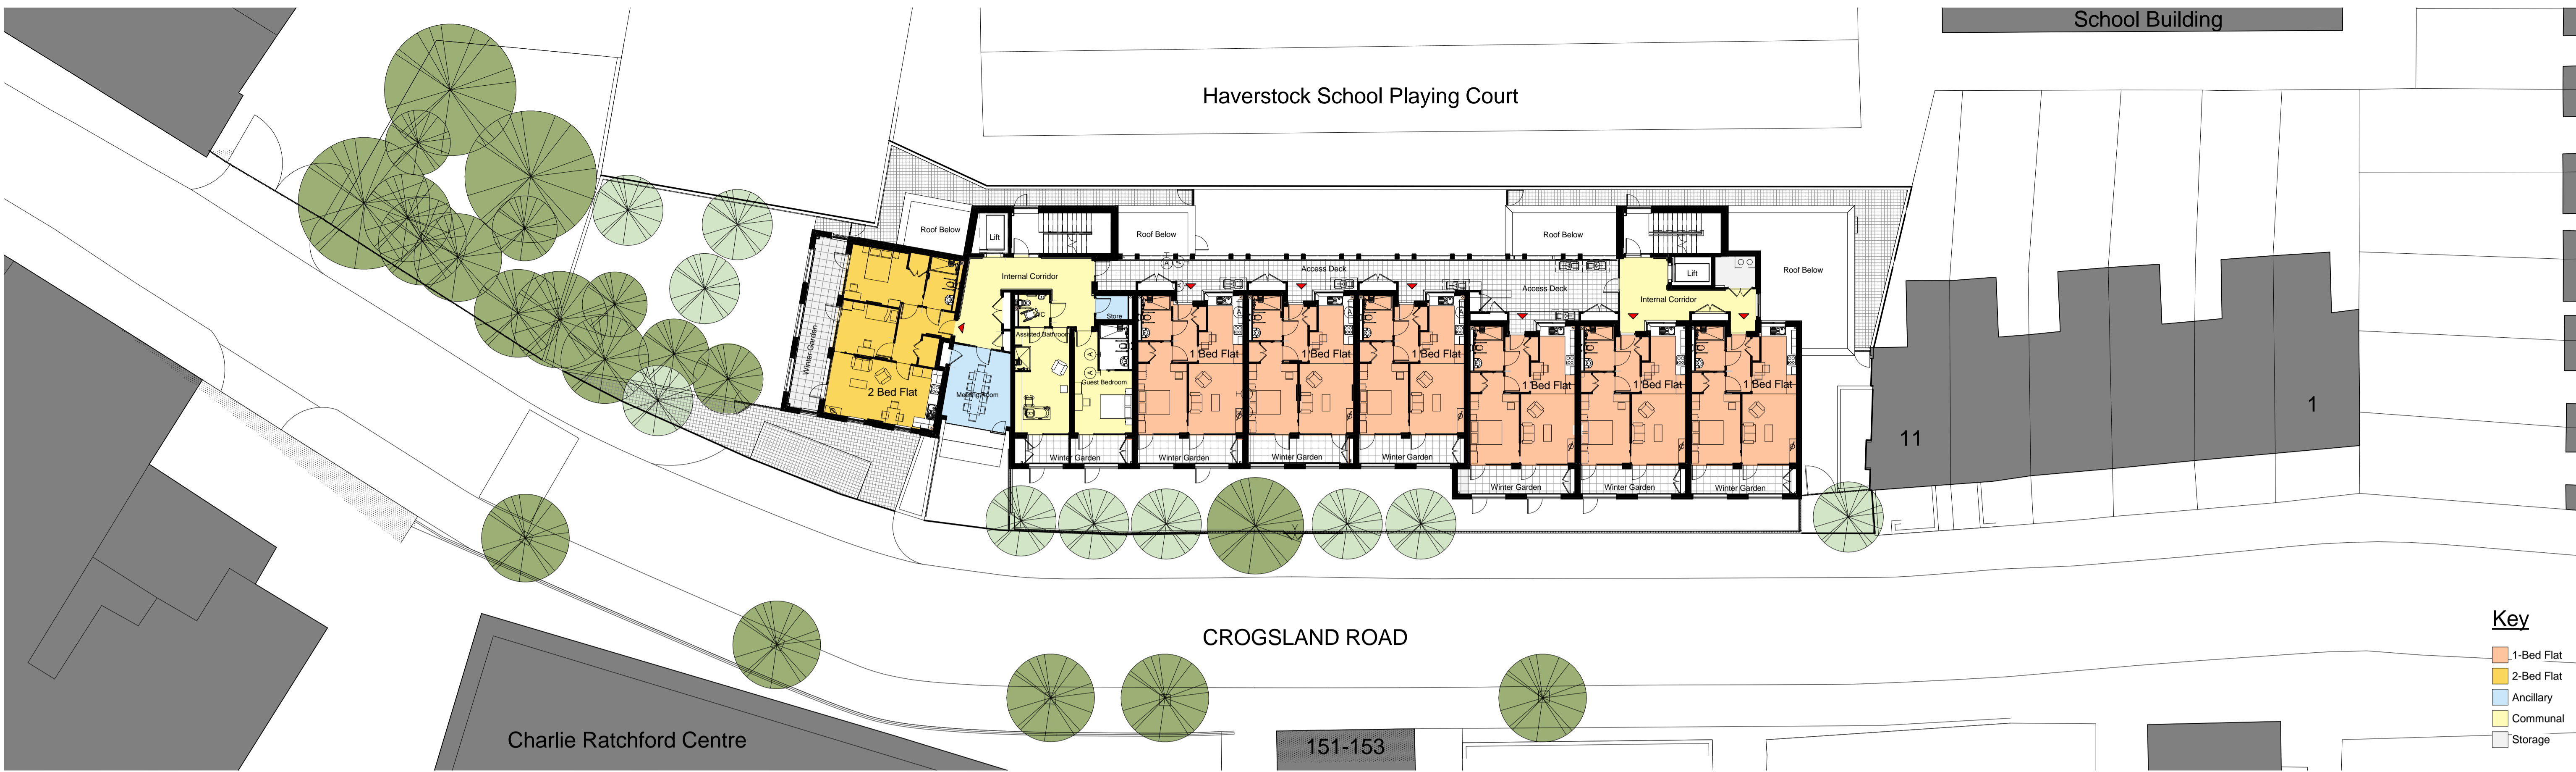 School Building
Haverstock School Playing Court
Roof Below
Lift
Roof Below
Roof Below
Internal Corridor
Access Deck
Lift
Roof Below
Access Deck
Internal Corridor
WC
Store
Assisted Bathroom
Winter Garden
1 Bed Flat
1 Bed Flat
1 Bed Flat
Guest Bedroom
1 Bed Flat
1 Bed Flat
1 Bed Flat
2 Bed Flat
Meeting Room
1
11
Winter Garden
Winter Garden
Winter Garden
Winter Garden
Winter Garden
Winter Garden
Winter Garden
CROGSLAND ROAD
Charlie Ratchford Centre
151-153
Key
1-Bed Flat
2-Bed Flat
Ancillary
Communal
Storage